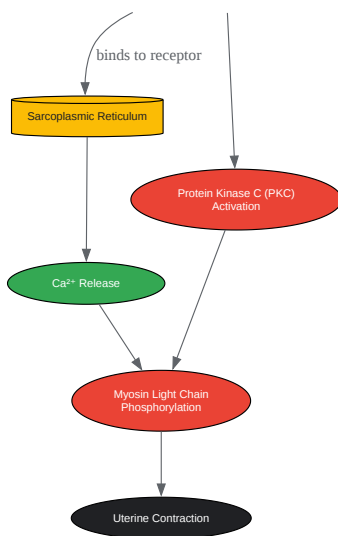 binds to receptor
Sarcoplasmic Reticulum
Protein Kinase C (PKC)
Activation
Ca²⁺ Release
Myosin Light Chain
Phosphorylation
Uterine Contraction